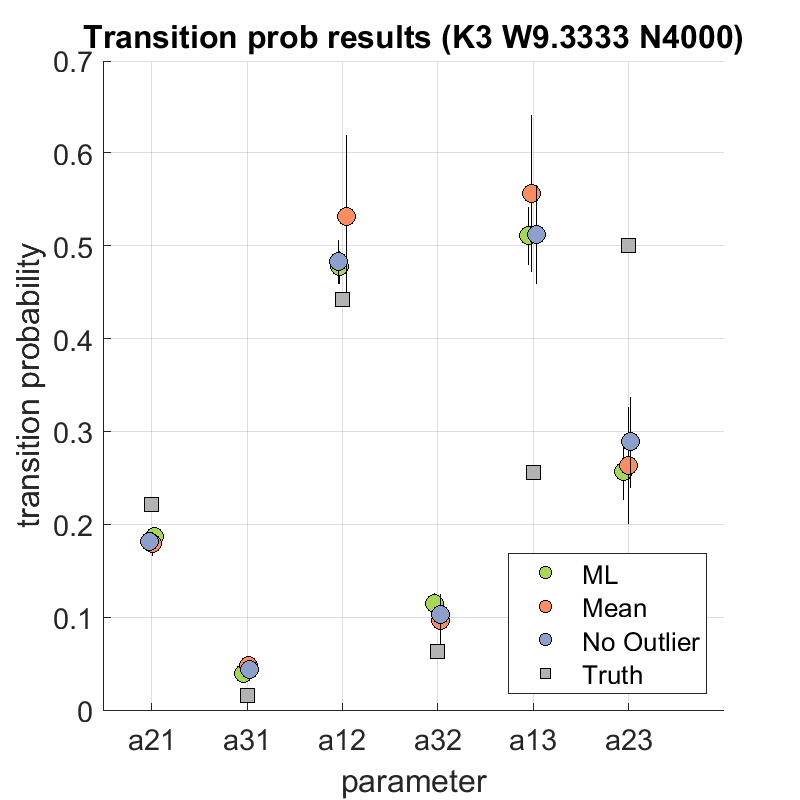 Transition prob results (K3 W9.3333 N4000)
0.7
0.6
0.5
0.4
0.3
0.2
0.1
0
transition probability
ML
Mean
No Outlier
Truth
a21 a31 a12 a32 a13 a23
parameter